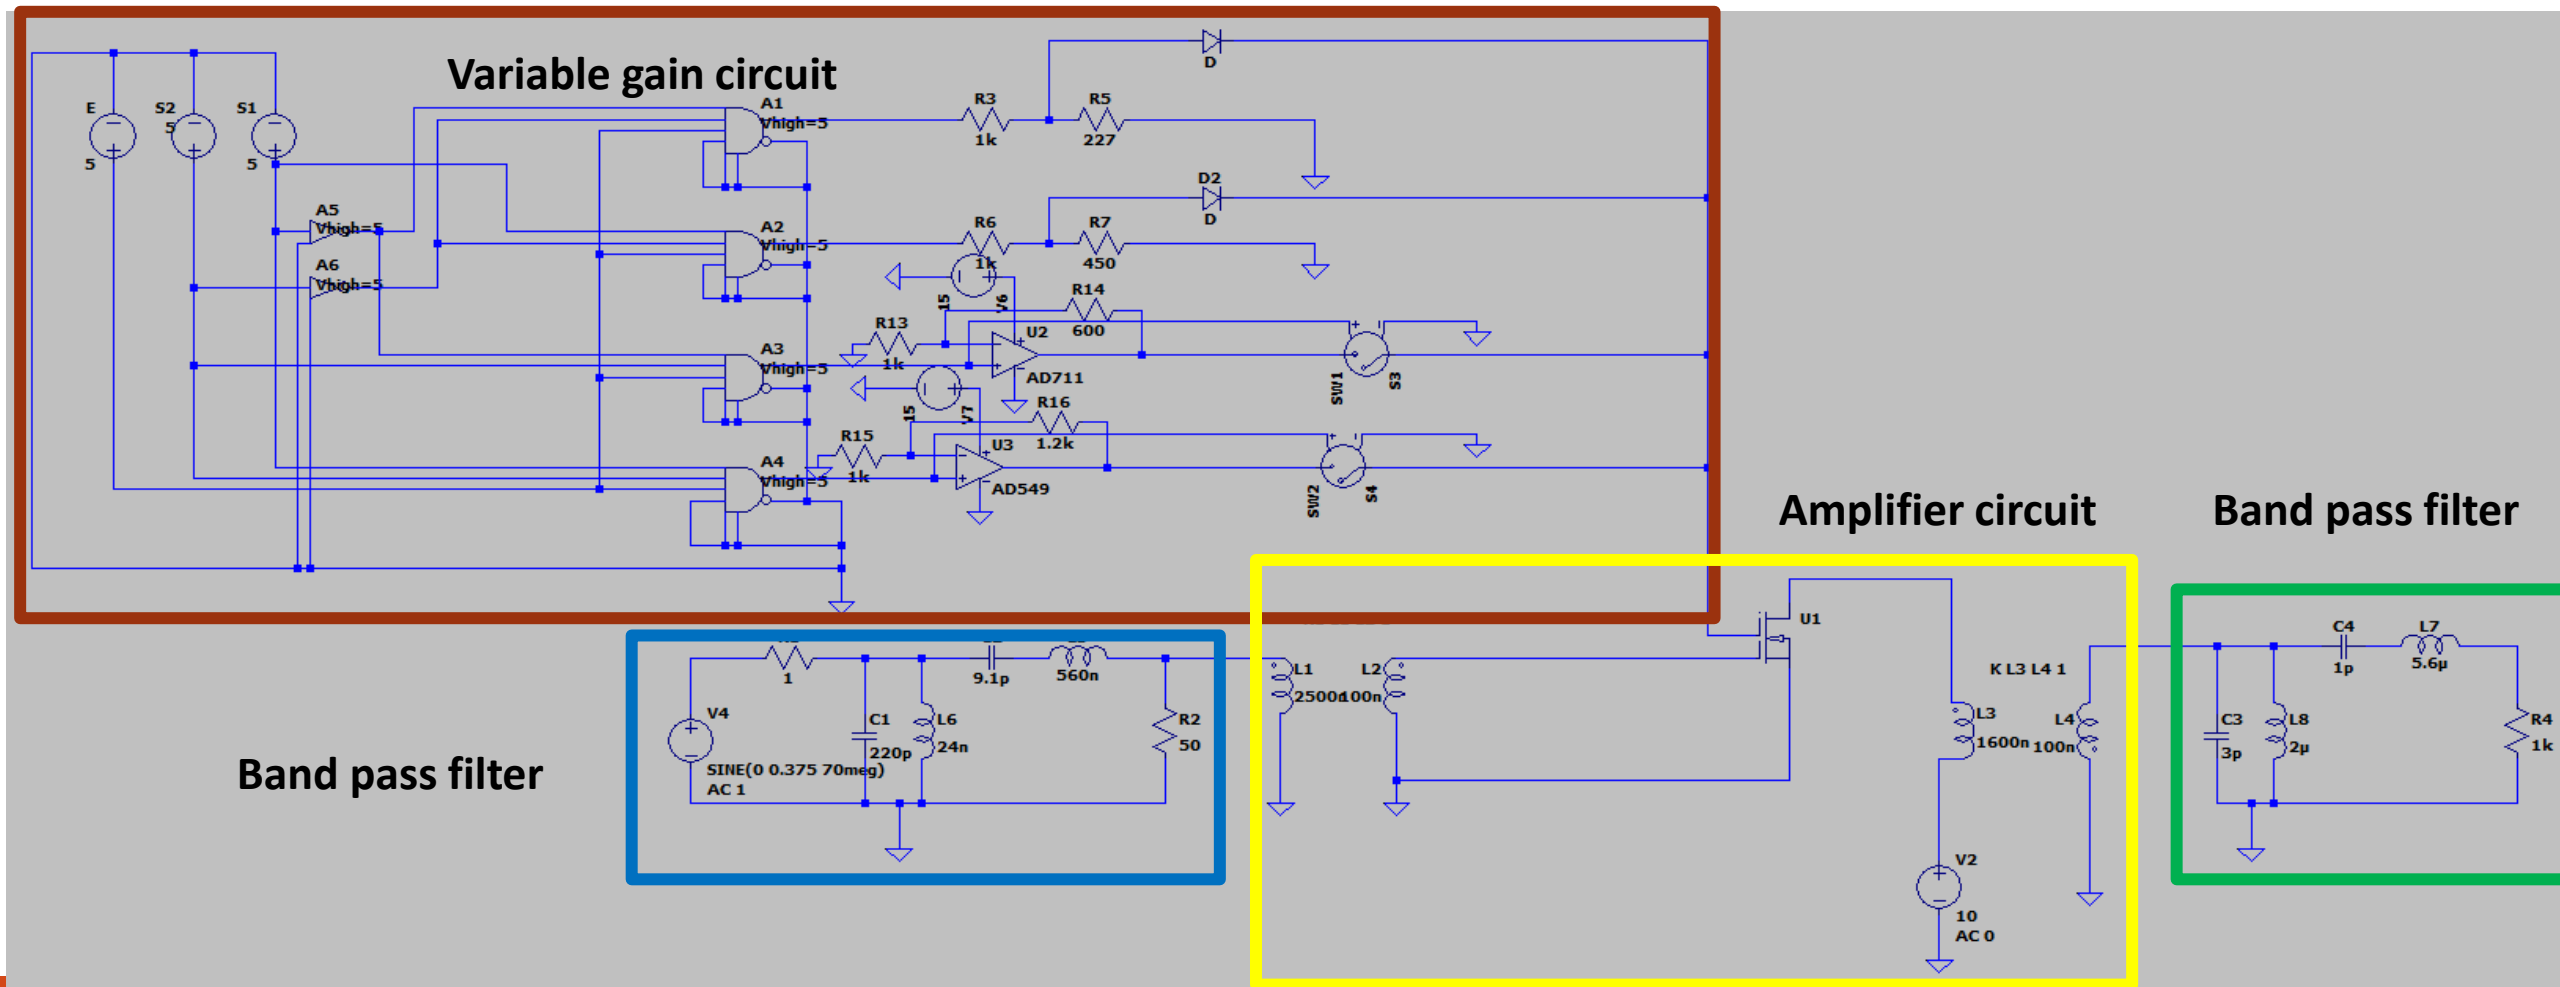 Variable gain circuit
E
5
S2
5
S1
5
A1
Vhigh=5
R3
1k
R5
227
D
A5
Vhigh=5
A6
Vhigh=5
A2
Vhigh=5
R6
1k
R7
450
D2
D
15
V6
R14
600
R13
1k
U2
AD711
SW1
S3
A3
Vhigh=5
15
V7
R16
1.2k
R15
1k
U3
AD549
SW2
S4
A4
Vhigh=5
Amplifier circuit
Band pass filter
Band pass filter
1
9.1p
560n
V4
SINE(0 0.375 70meg)
AC 1
C1
220p
L6
24n
R2
50
L1
2500n
L2
100n
U1
K L3 L4 1
L3
1600n
L4
100n
V2
10
AC 0
C4
1p
L7
5.6µ
C3
3p
L8
2µ
R4
1k